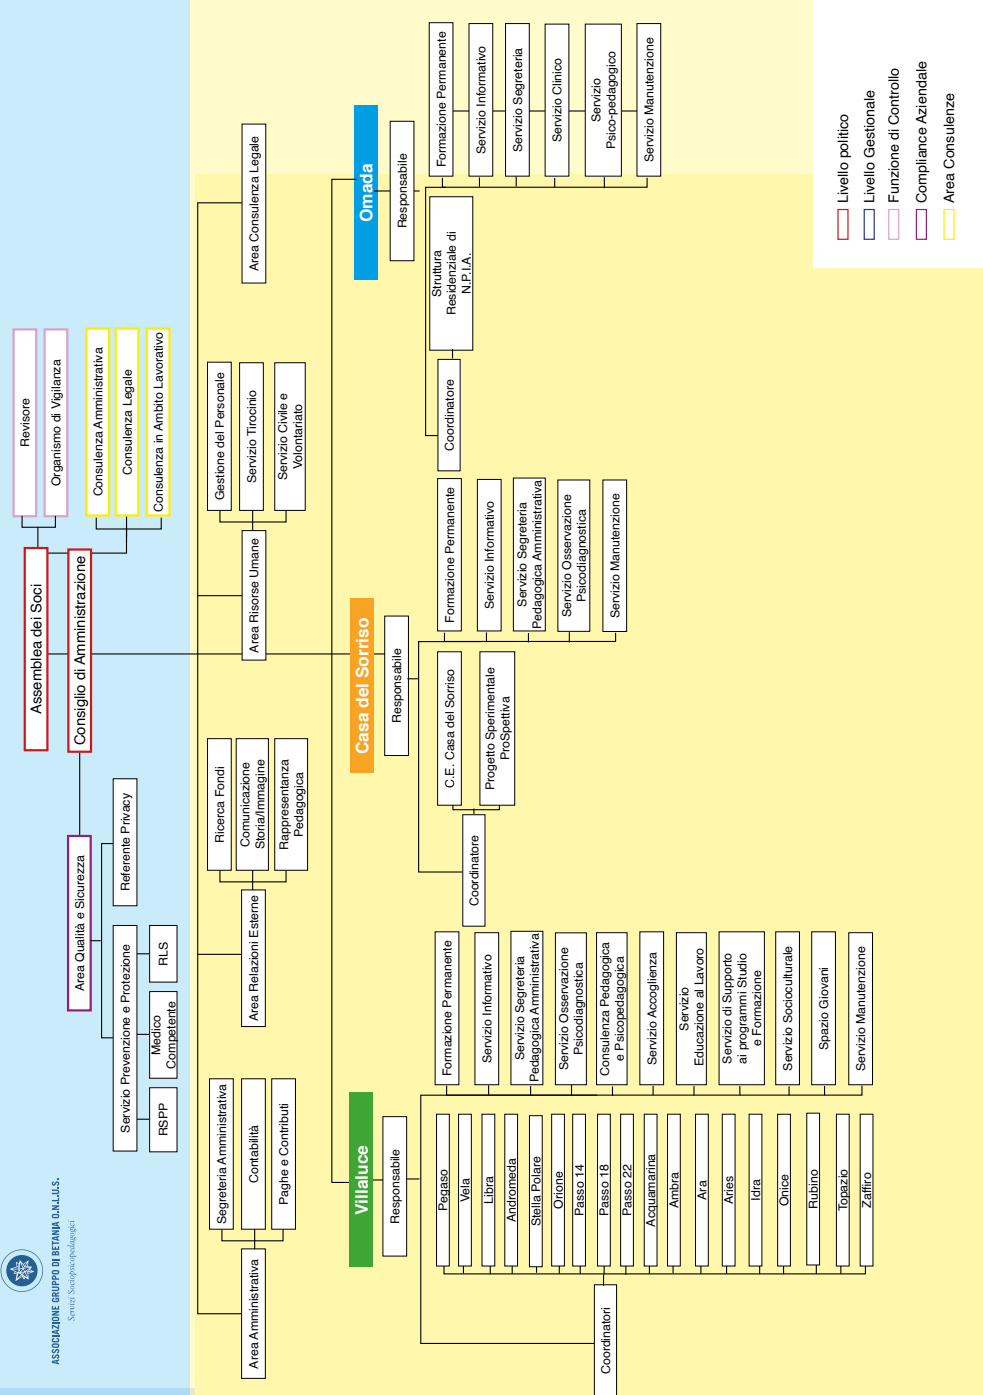 ASSOCIAZIONE GRUPPO DI BETANIA O.N.L.U.S.
Servizi Sociopsicopedagogici
Assemblea dei Soci
Revisore
Organismo di Vigilanza
Consiglio di Amministrazione
Consulenza Amministrativa
Consulenza Legale
Consulenza in Ambito Lavorativo
Area Qualità e Sicurezza
Servizio Prevenzione e Protezione
Referente Privacy
RSPP
Medico
Competente
RLS
Area Amministrativa
Segreteria Amministrativa
Contabilità
Paghe e Contributi
Area Relazioni Esterne
Ricerca Fondi
Comunicazione
Storia/Immagine
Rappresentanza
Pedagogica
Area Risorse Umane
Gestione del Personale
Servizio Tirocinio
Servizio Civile e
Volontariato
Area Consulenza Legale
Villaluce
Responsabile
Coordinatori
Pegaso
Vela
Libra
Andromeda
Stella Polare
Orione
Passo 14
Passo 18
Passo 22
Acquamarina
Ambra
Ara
Aries
Idra
Onice
Rubino
Topazio
Zaffiro
Formazione Permanente
Servizio Informativo
Servizio Segreteria
Pedagogica Amministrativa
Servizio Osservazione
Psicodiagnostica
Consulenza Pedagogica
e Psicopedagogica
Servizio Accoglienza
Servizio
Educazione al Lavoro
Servizio di Supporto
ai programmi Studio
e Formazione
Servizio Socioculturale
Spazio Giovani
Servizio Manutenzione
Casa del Sorriso
Responsabile
Coordinatore
C.E. Casa del Sorriso
Progetto Sperimentale
ProSpettiva
Formazione Permanente
Servizio Informativo
Servizio Segreteria
Pedagogica Amministrativa
Servizio Osservazione
Psicodiagnostica
Servizio Manutenzione
Omada
Responsabile
Coordinatore
Struttura
Residenziale di
N.P.I.A.
Formazione Permanente
Servizio Informativo
Servizio Segreteria
Servizio Clinico
Servizio
Psico-pedagogico
Servizio Manutenzione
Livello politico
Livello Gestionale
Funzione di Controllo
Compliance Aziendale
Area Consulenze